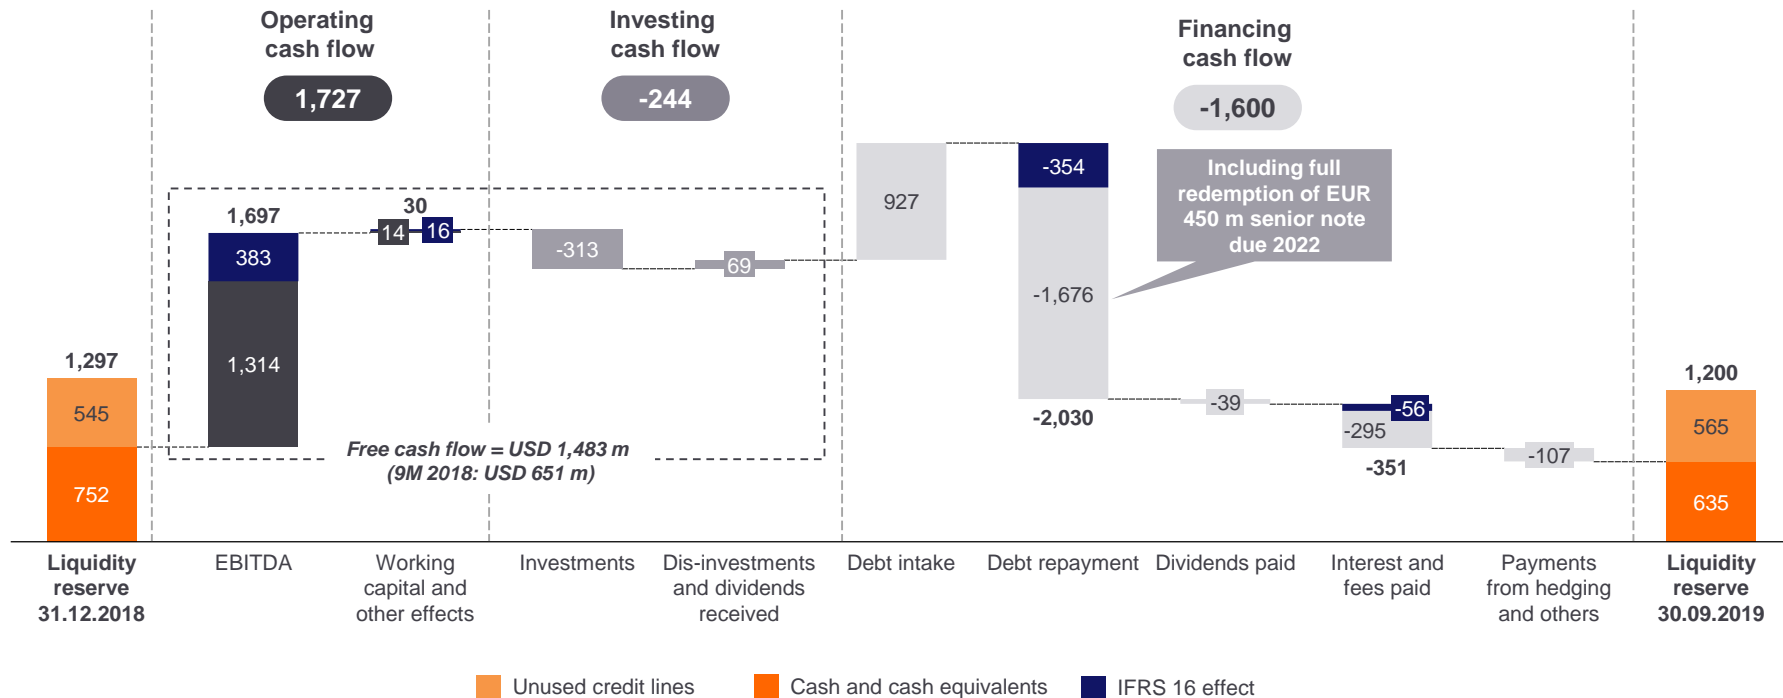 Operating
cash flow
1,727
Investing
cash flow
-244
Financing
cash flow
-1,600
Including full
redemption of EUR
450 m senior note
due 2022
1,297
545
752
1,697
383
1,314
30
14
16
-313
69
927
-354
-1,676
-2,030
-39
-56
-295
-351
-107
1,200
565
635
Free cash flow = USD 1,483 m
(9M 2018: USD 651 m)
Liquidity
reserve
31.12.2018
EBITDA
Working
capital and
other effects
Investments
Dis-investments
and dividends
received
Debt intake
Debt repayment
Dividends paid
Interest and
fees paid
Payments
from hedging
and others
Liquidity
reserve
30.09.2019
Unused credit lines
Cash and cash equivalents
IFRS 16 effect